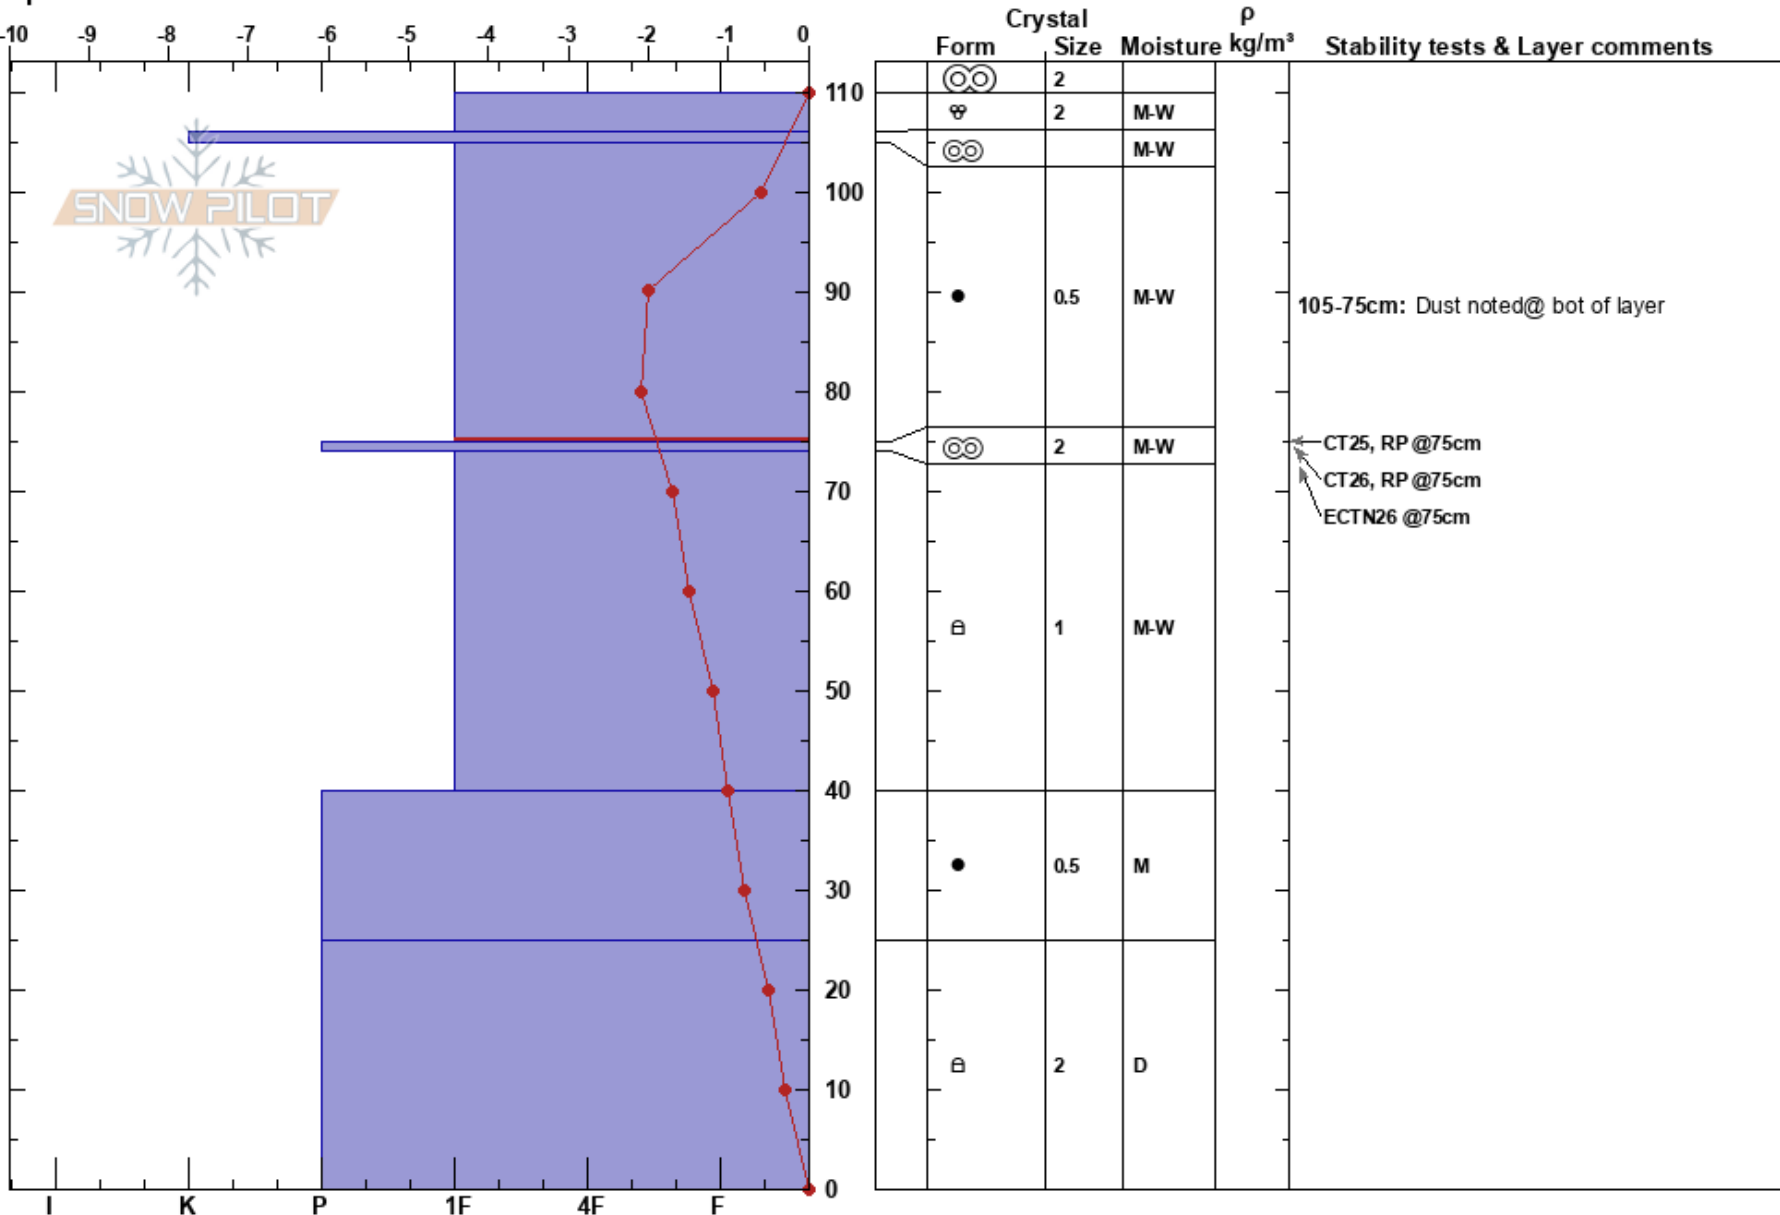 Crystal ρ
-10 -9 -8 -7 -6 -5 -4 -3 -2 -1 0 Form Size Moisture kg/m³ Stability tests & Layer comments
2
110
2 M-W
M-W
SNOW PILOT
100
90 0.5 M-W 105-75cm: Dust noted@ bot of layer
80
2 M-W CT25, RP @75cm
CT26, RP @75cm
70
ECTN26 @75cm
60
1 M-W
50
40
0.5 M
30
20
2 D
10
0
I K P 1F 4F F